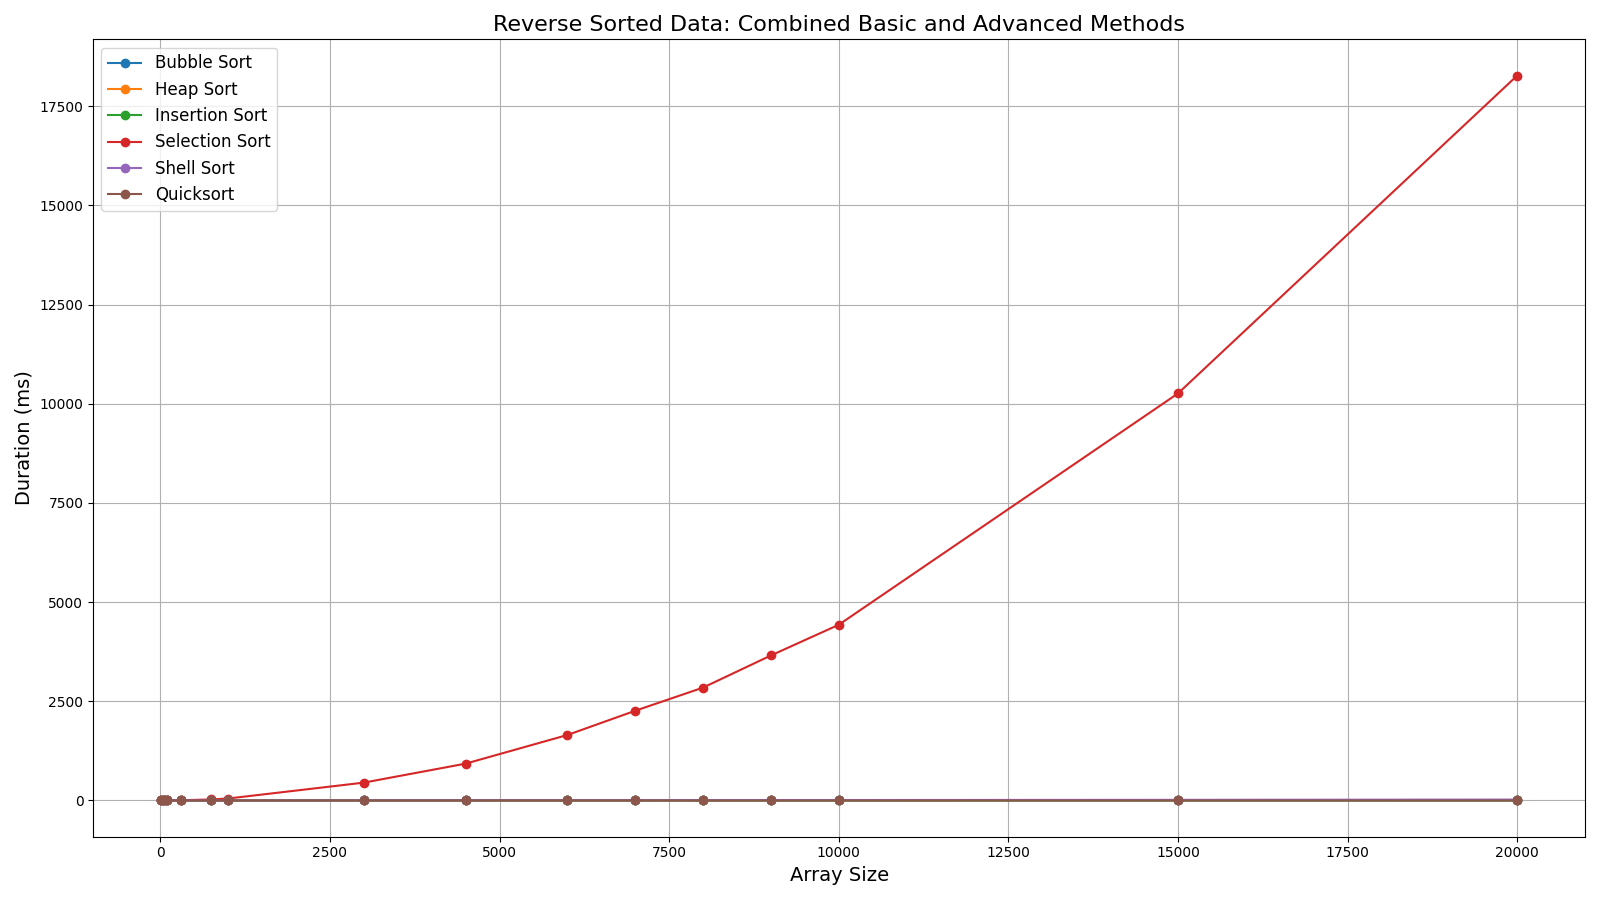 Reverse Sorted Data: Combined Basic and Advanced Methods
Bubble Sort
Heap Sort
Insertion Sort
Selection Sort
Shell Sort
Quicksort
Duration (ms)
17500
15000
12500
10000
7500
5000
2500
0
0
2500
5000
7500
10000
12500
15000
17500
20000
Array Size